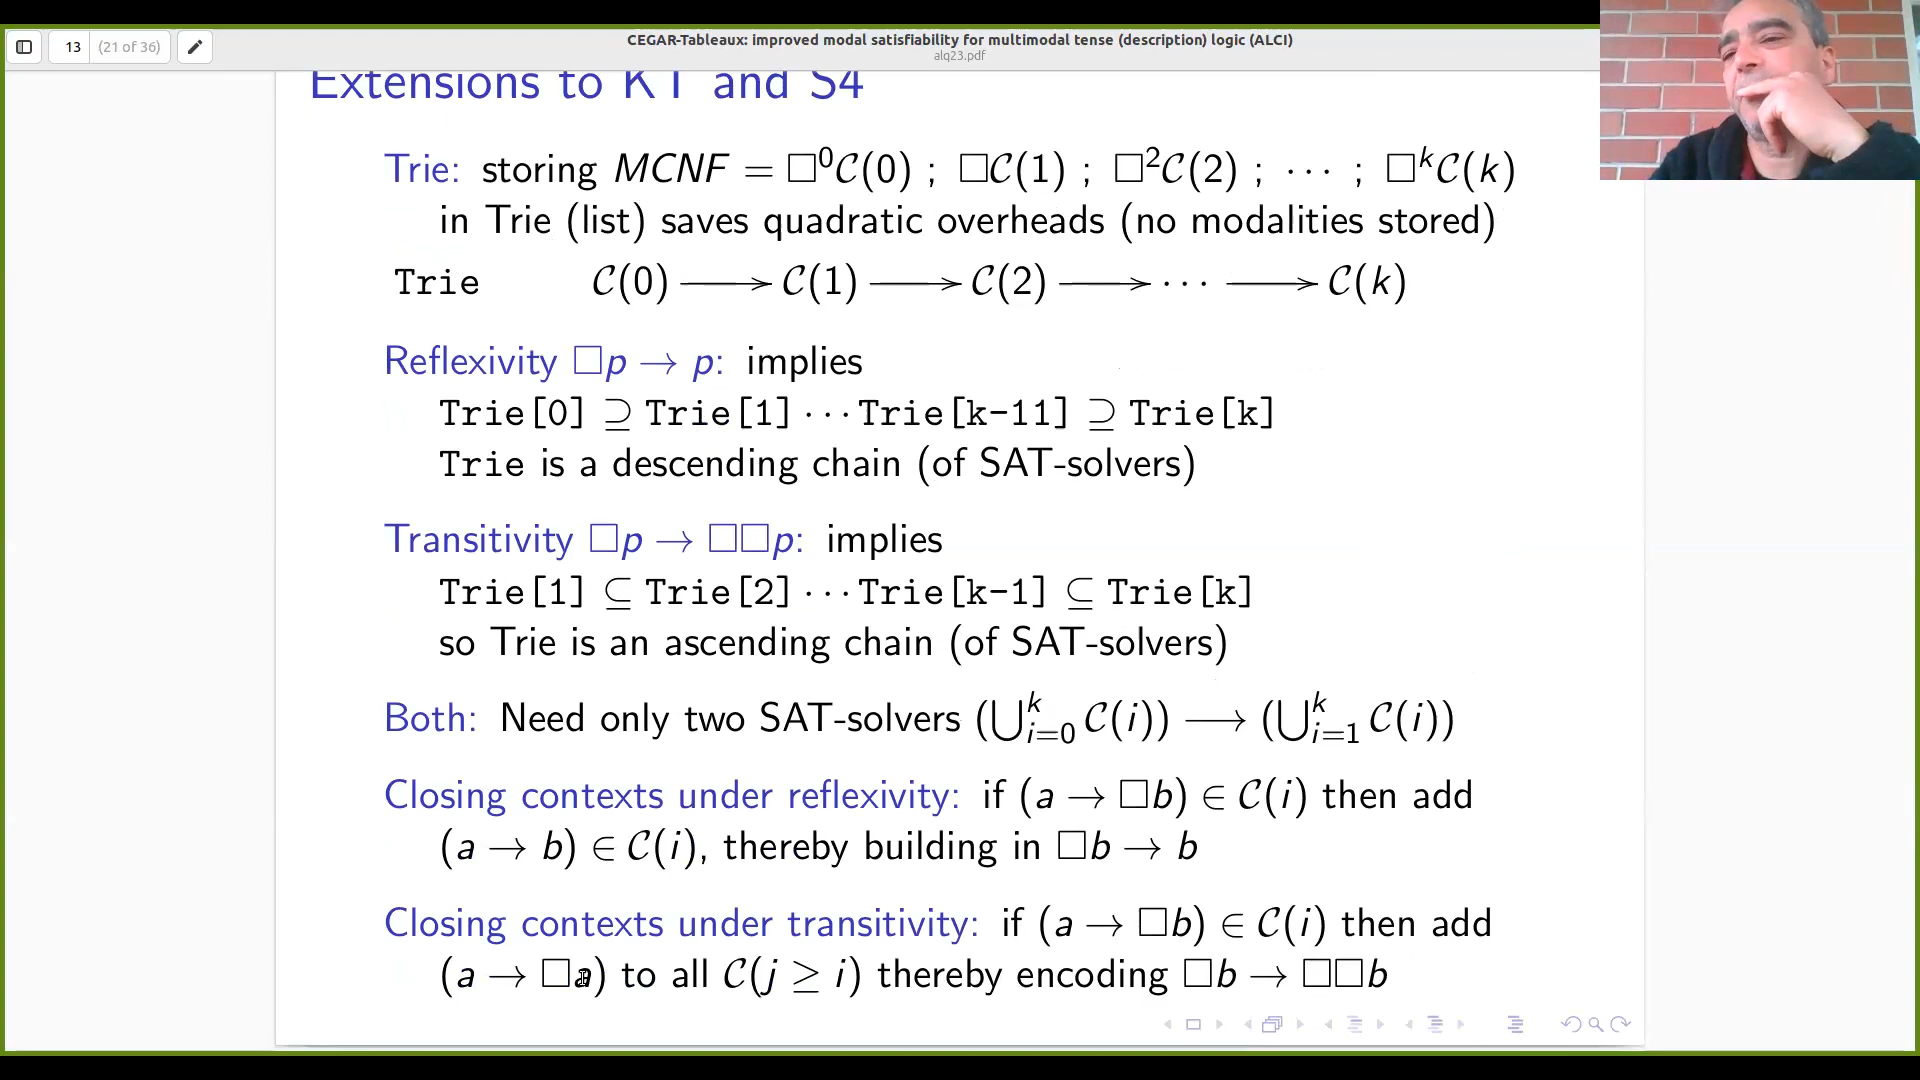 13 (21 of 36)
CEGAR-Tableaux: improved modal satisfiability for multimodal tense (description) logic (ALCI)
alq23.pdf
Extensions to KT and S4
Trie: storing MCNF = □⁰𝒞(0) ; □𝒞(1) ; □²𝒞(2) ; ⋯ ; □ᵏ𝒞(k)
in Trie (list) saves quadratic overheads (no modalities stored)
Trie 𝒞(0) ⟶ 𝒞(1) ⟶ 𝒞(2) ⟶ ⋯ ⟶ 𝒞(k)
Reflexivity □p → p: implies
Trie[0] ⊇ Trie[1] ⋯ Trie[k-11] ⊇ Trie[k]
Trie is a descending chain (of SAT-solvers)
Transitivity □p → □□p: implies
Trie[1] ⊆ Trie[2] ⋯ Trie[k-1] ⊆ Trie[k]
so Trie is an ascending chain (of SAT-solvers)
Both: Need only two SAT-solvers (⋃ᵏᵢ₌₀ 𝒞(i)) ⟶ (⋃ᵏᵢ₌₁ 𝒞(i))
Closing contexts under reflexivity: if (a → □b) ∈ 𝒞(i) then add
(a → b) ∈ 𝒞(i), thereby building in □b → b
Closing contexts under transitivity: if (a → □b) ∈ 𝒞(i) then add
(a → □a) to all 𝒞(j ≥ i) thereby encoding □b → □□b